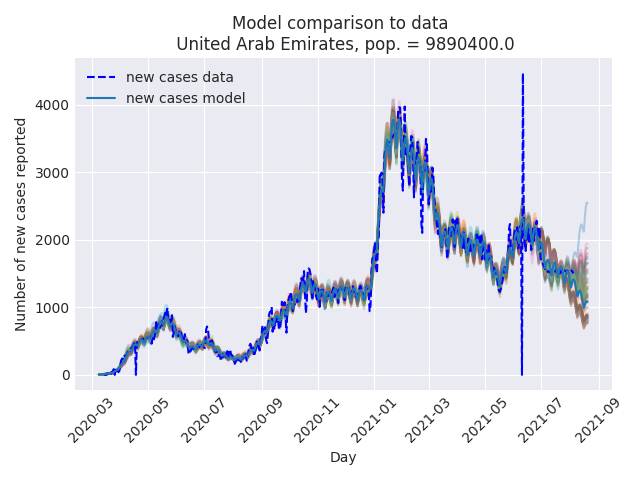 Model comparison to data
United Arab Emirates, pop. = 9890400.0
new cases data
new cases model
Number of new cases reported
4000
3000
2000
1000
0
2020-03
2020-05
2020-07
2020-09
2020-11
2021-01
2021-03
2021-05
2021-07
2021-09
Day